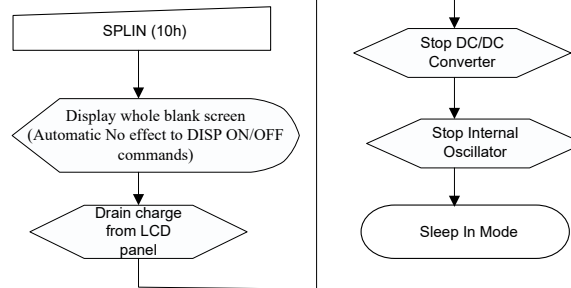 SPLIN (10h)
Display whole blank screen
(Automatic No effect to DISP ON/OFF
commands)
Drain charge
from LCD
panel
Stop DC/DC
Converter
Stop Internal
Oscillator
Sleep In Mode